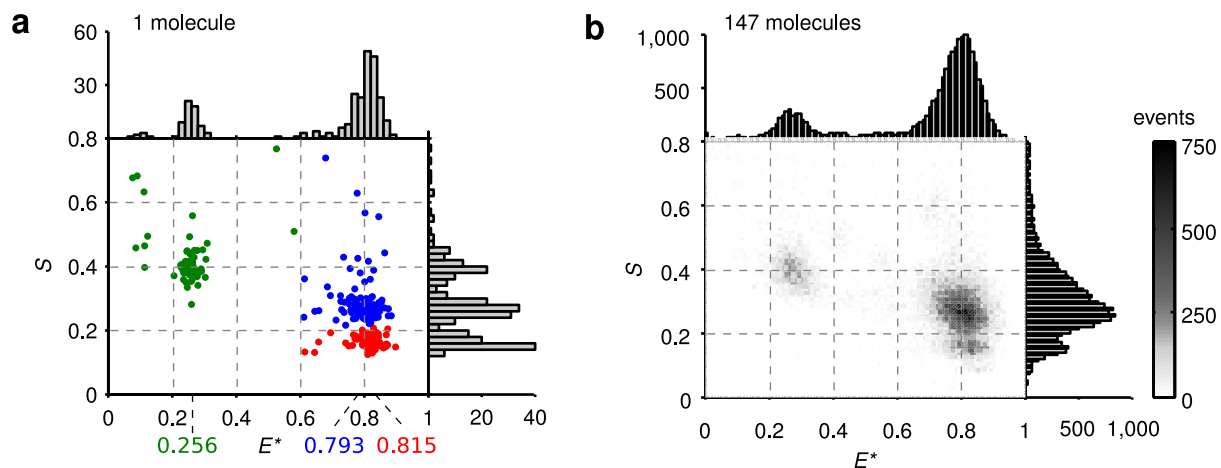 a
1 molecule
60
30
0.8
0.6
0.4
0.2
0
S
0 0.2 0.4 0.6 0.8 1 20 40
0.256 E* 0.793 0.815
b
147 molecules
1,000
500
0.8
0.6
0.4
0.2
0
S
0 0.2 0.4 0.6 0.8 1 500 1,000
E*
events
750
500
250
0